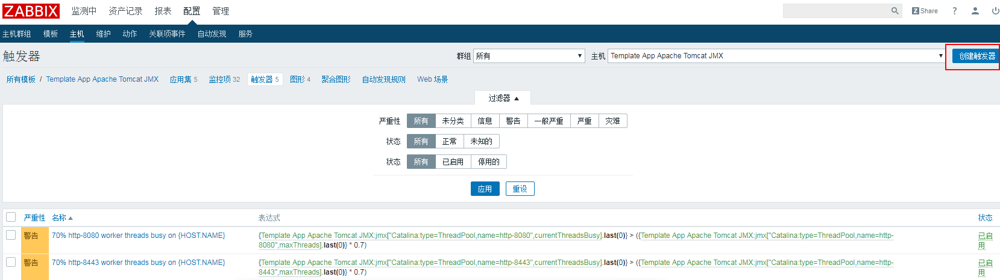 ZABBIX 监测中 资产记录 报表 配置 管理 Z Share ?
主机群组 模板 主机 维护 动作 关联项事件 自动发现 服务
触发器 群组 所有 主机 Template App Apache Tomcat JMX 创建触发器
所有模板 / Template App Apache Tomcat JMX 应用集 5 监控项 32 触发器 5 图形 4 聚合图形 自动发现规则 Web 场景
过滤器
严重性 所有 未分类 信息 警告 一般严重 严重 灾难
状态 所有 正常 未知的
状态 所有 已启用 停用的
应用 重设
严重性 名称 表达式 状态
警告 70% http-8080 worker threads busy on {HOST.NAME} {Template App Apache Tomcat JMX:jmx["Catalina:type=ThreadPool,name=http-8080",currentThreadsBusy].last(0)} > ({Template App Apache Tomcat JMX:jmx["Catalina:type=ThreadPool,name=http- 已启
8080",maxThreads].last(0)} * 0.7) 用
警告 70% http-8443 worker threads busy on {HOST.NAME} {Template App Apache Tomcat JMX:jmx["Catalina:type=ThreadPool,name=http-8443",currentThreadsBusy].last(0)} > ({Template App Apache Tomcat JMX:jmx["Catalina:type=ThreadPool,name=http- 已启
8443",maxThreads].last(0)} * 0.7) 用